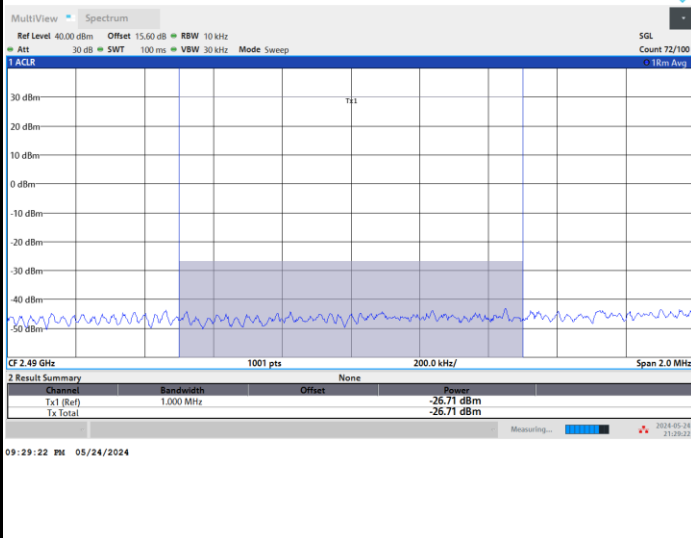 MultiView Spectrum
Ref Level 40.00 dBm Offset 15.60 dB RBW 10 kHz SGL
Att 30 dB SWT 100 ms VBW 30 kHz Mode Sweep Count 72/100
1 ACLR 1Rm Avg
Tx1
30 dBm
20 dBm
10 dBm
0 dBm
-10 dBm
-20 dBm
-30 dBm
-40 dBm
-50 dBm
CF 2.49 GHz 1001 pts 200.0 kHz/ Span 2.0 MHz
2 Result Summary None
Channel Bandwidth Offset Power
Tx1 (Ref) 1.000 MHz -26.71 dBm
Tx Total -26.71 dBm
Measuring... 2024-05-24
21:29:22
09:29:22 PM 05/24/2024